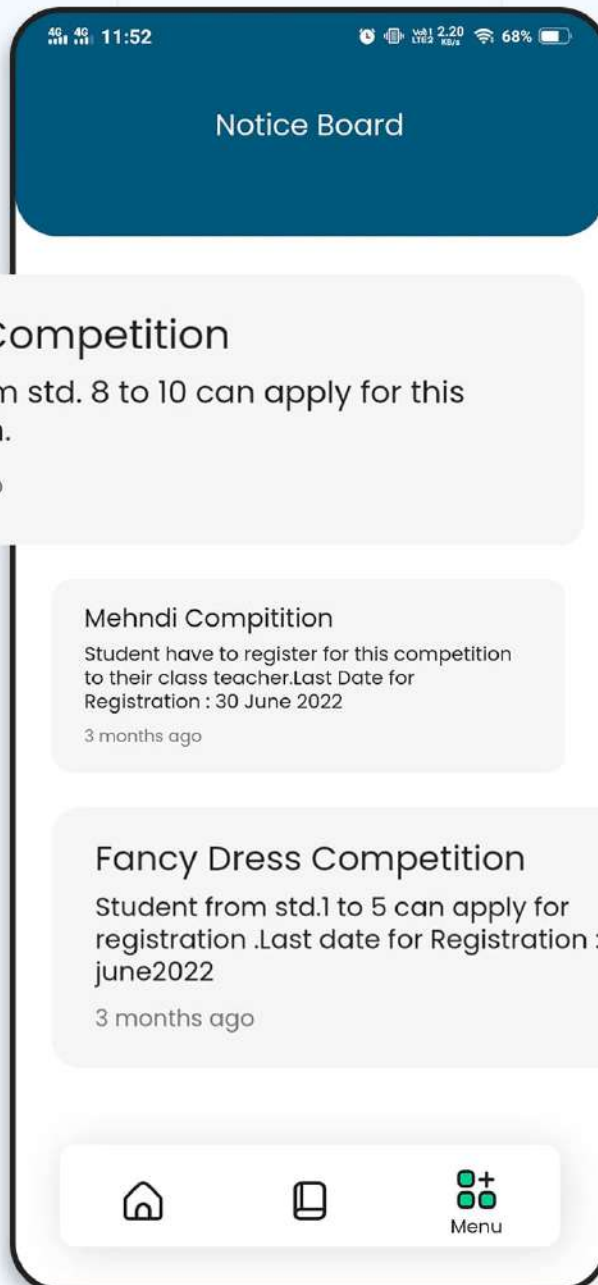 4G 4G 11:52 2.20 KB/s 68%
Notice Board
Competition
std. 8 to 10 can apply for this
Mehndi Compitition
Student have to register for this competition
to their class teacher.Last Date for
Registration : 30 June 2022
3 months ago
Fancy Dress Competition
Student from std.1 to 5 can apply for
registration .Last date for Registration :
june2022
3 months ago
Menu